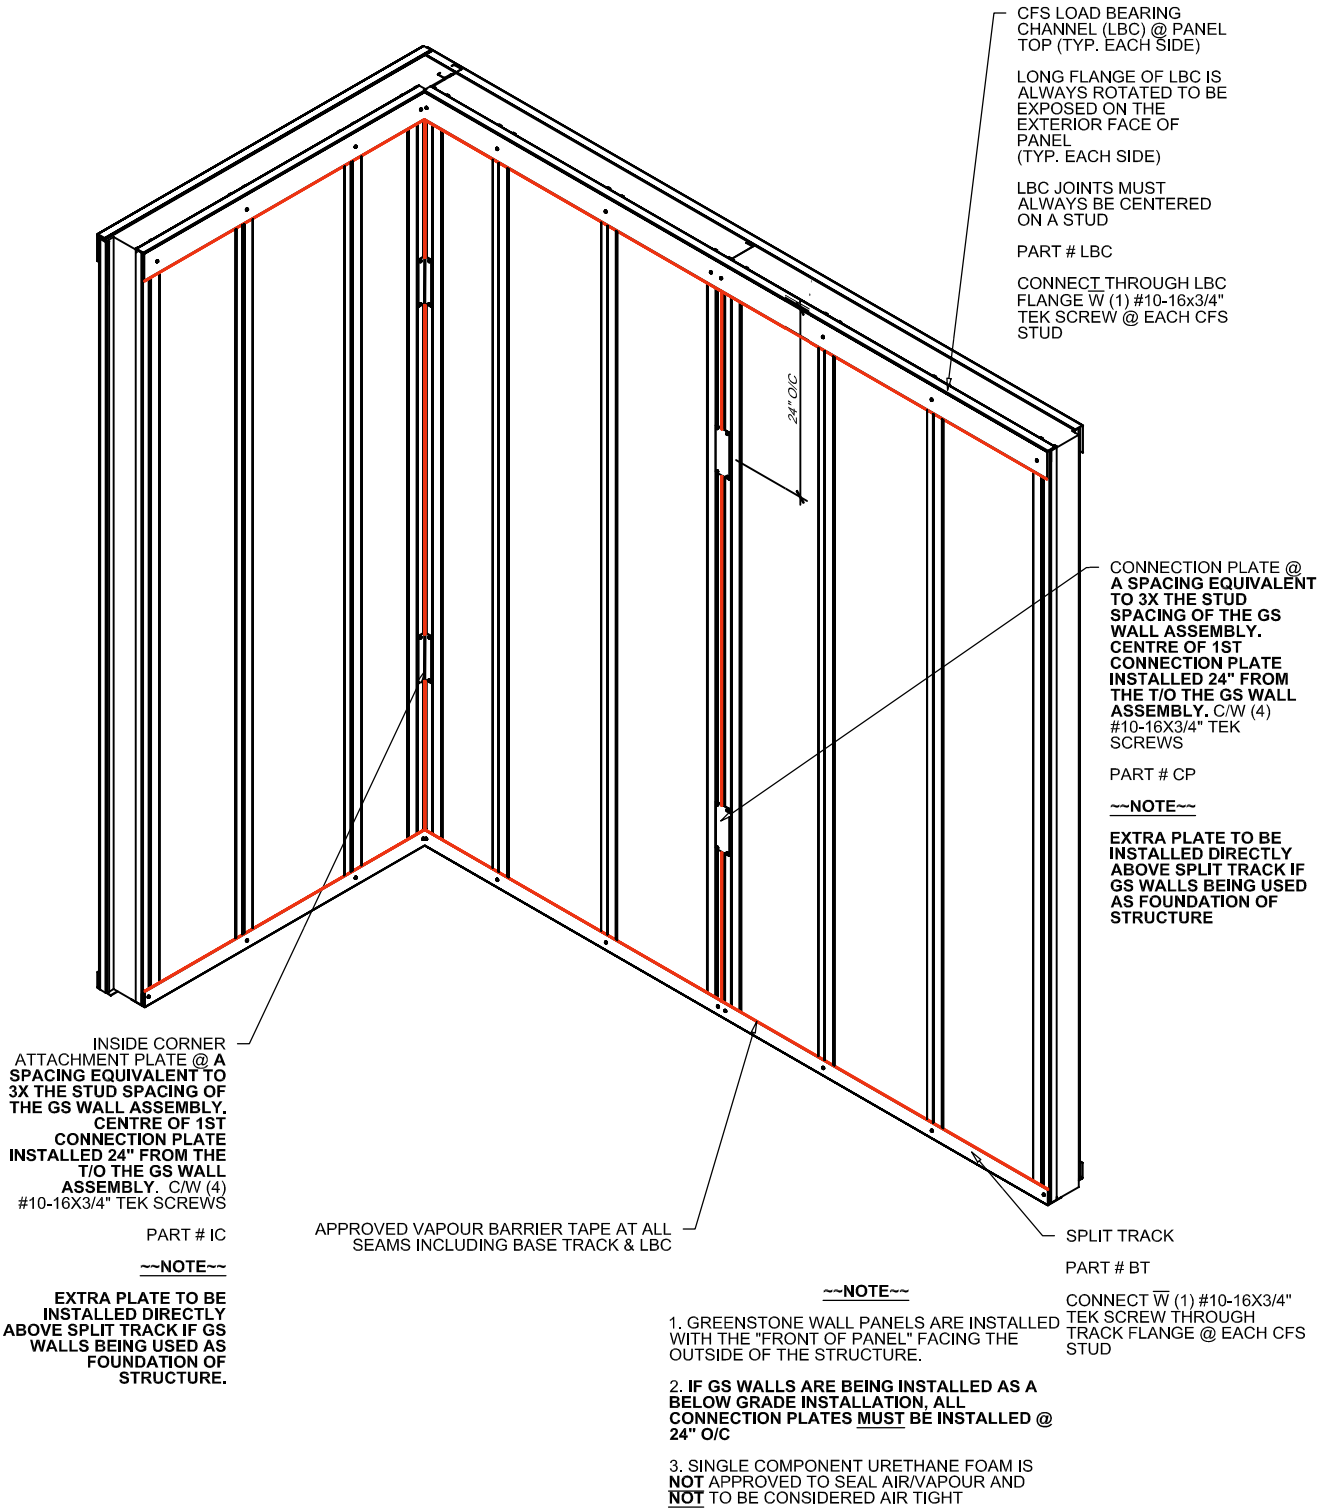 CFS LOAD BEARING
CHANNEL (LBC) @ PANEL
TOP (TYP. EACH SIDE)
LONG FLANGE OF LBC IS
ALWAYS ROTATED TO BE
EXPOSED ON THE
EXTERIOR FACE OF
PANEL
(TYP. EACH SIDE)
LBC JOINTS MUST
ALWAYS BE CENTERED
ON A STUD
PART # LBC
CONNECT THROUGH LBC
FLANGE W (1) #10-16x3/4"
TEK SCREW @ EACH CFS
STUD
24" O/C
CONNECTION PLATE @
A SPACING EQUIVALENT
TO 3X THE STUD
SPACING OF THE GS
WALL ASSEMBLY.
CENTRE OF 1ST
CONNECTION PLATE
INSTALLED 24" FROM
THE T/O THE GS WALL
ASSEMBLY. C/W (4)
#10-16X3/4" TEK
SCREWS
PART # CP
~~NOTE~~
EXTRA PLATE TO BE
INSTALLED DIRECTLY
ABOVE SPLIT TRACK IF
GS WALLS BEING USED
AS FOUNDATION OF
STRUCTURE
INSIDE CORNER
ATTACHMENT PLATE @ A
SPACING EQUIVALENT TO
3X THE STUD SPACING OF
THE GS WALL ASSEMBLY.
CENTRE OF 1ST
CONNECTION PLATE
INSTALLED 24" FROM THE
T/O THE GS WALL
ASSEMBLY. C/W (4)
#10-16X3/4" TEK SCREWS
PART # IC
~~NOTE~~
EXTRA PLATE TO BE
INSTALLED DIRECTLY
ABOVE SPLIT TRACK IF GS
WALLS BEING USED AS
FOUNDATION OF
STRUCTURE.
APPROVED VAPOUR BARRIER TAPE AT ALL
SEAMS INCLUDING BASE TRACK & LBC
SPLIT TRACK
PART # BT
CONNECT W (1) #10-16X3/4"
TEK SCREW THROUGH
TRACK FLANGE @ EACH CFS
STUD
~~NOTE~~
1. GREENSTONE WALL PANELS ARE INSTALLED
WITH THE "FRONT OF PANEL" FACING THE
OUTSIDE OF THE STRUCTURE.
2. IF GS WALLS ARE BEING INSTALLED AS A
BELOW GRADE INSTALLATION, ALL
CONNECTION PLATES MUST BE INSTALLED @
24" O/C
3. SINGLE COMPONENT URETHANE FOAM IS
NOT APPROVED TO SEAL AIR/VAPOUR AND
NOT TO BE CONSIDERED AIR TIGHT